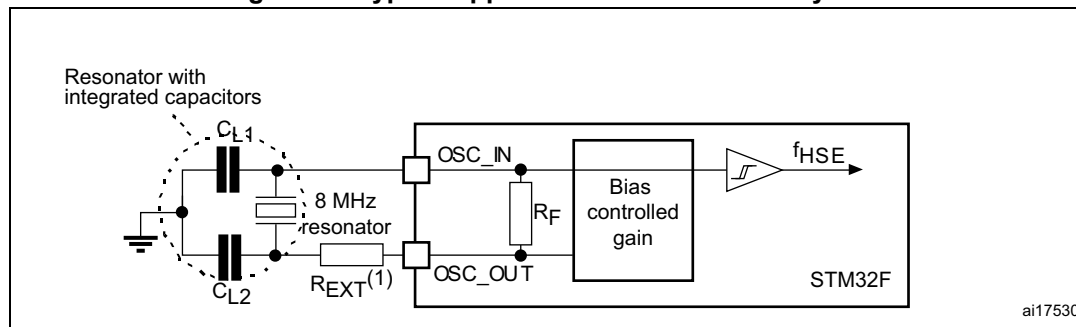 Resonator with
integrated capacitors
CL1
OSC_IN
fHSE
8 MHz
resonator
RF
Bias
controlled
gain
REXT(1)
OSC_OUT
CL2
STM32F
ai17530